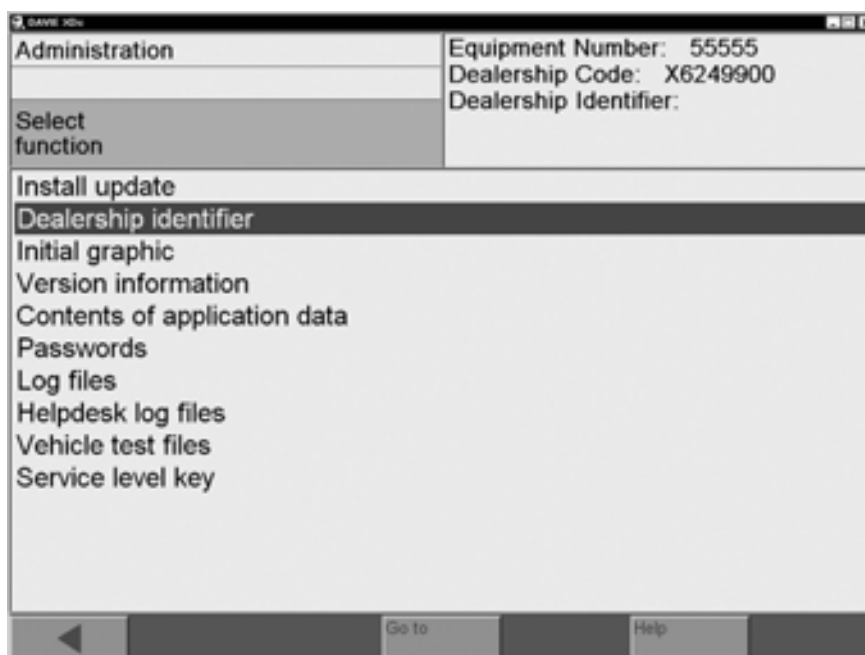 DAVIE XDc
Administration
Equipment Number: 55555
Dealership Code: X6249900
Dealership Identifier:
Select
function
Install update
Dealership identifier
Initial graphic
Version information
Contents of application data
Passwords
Log files
Helpdesk log files
Vehicle test files
Service level key
Go to
Help